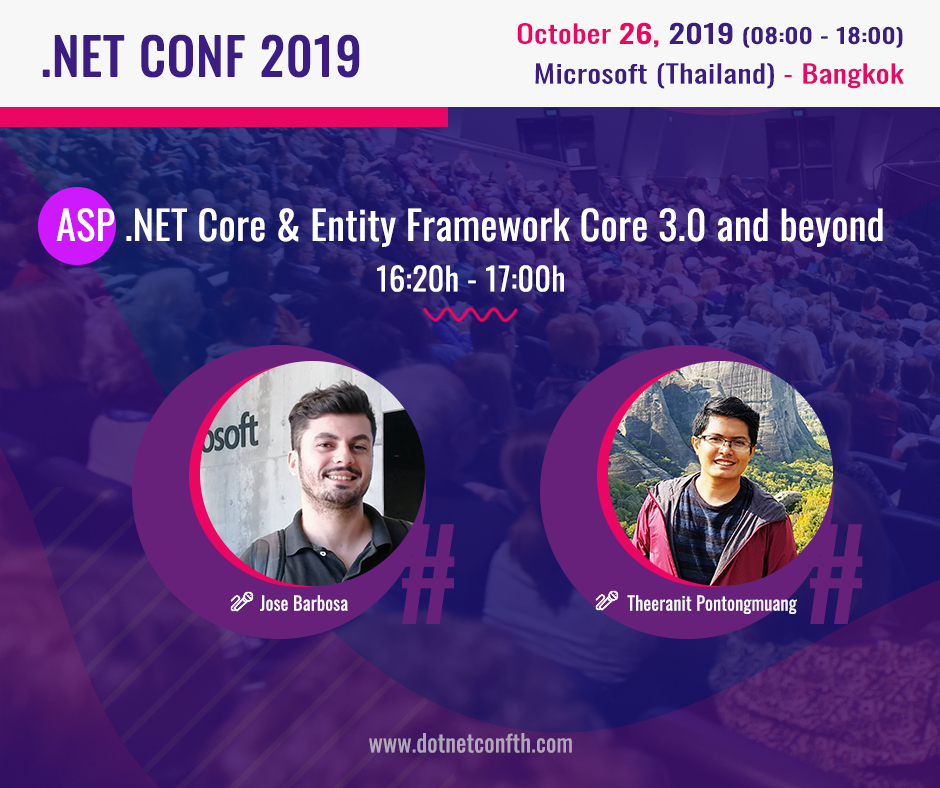 .NET CONF 2019
October 26, 2019 (08:00 - 18:00)
Microsoft (Thailand) - Bangkok
ASP .NET Core & Entity Framework Core 3.0 and beyond
16:20h - 17:00h
osoft
#
#
Jose Barbosa
Theeranit Pontongmuang
www.dotnetconfth.com